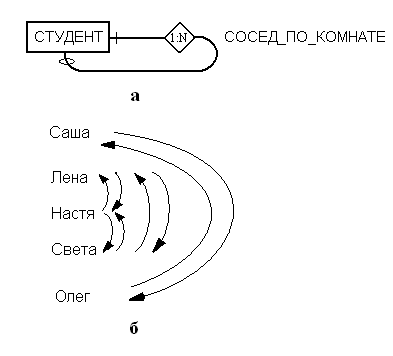 СТУДЕНТ 1:N СОСЕД_ПО_КОМНАТЕ
а
Саша
Лена
Настя
Света
Олег
б